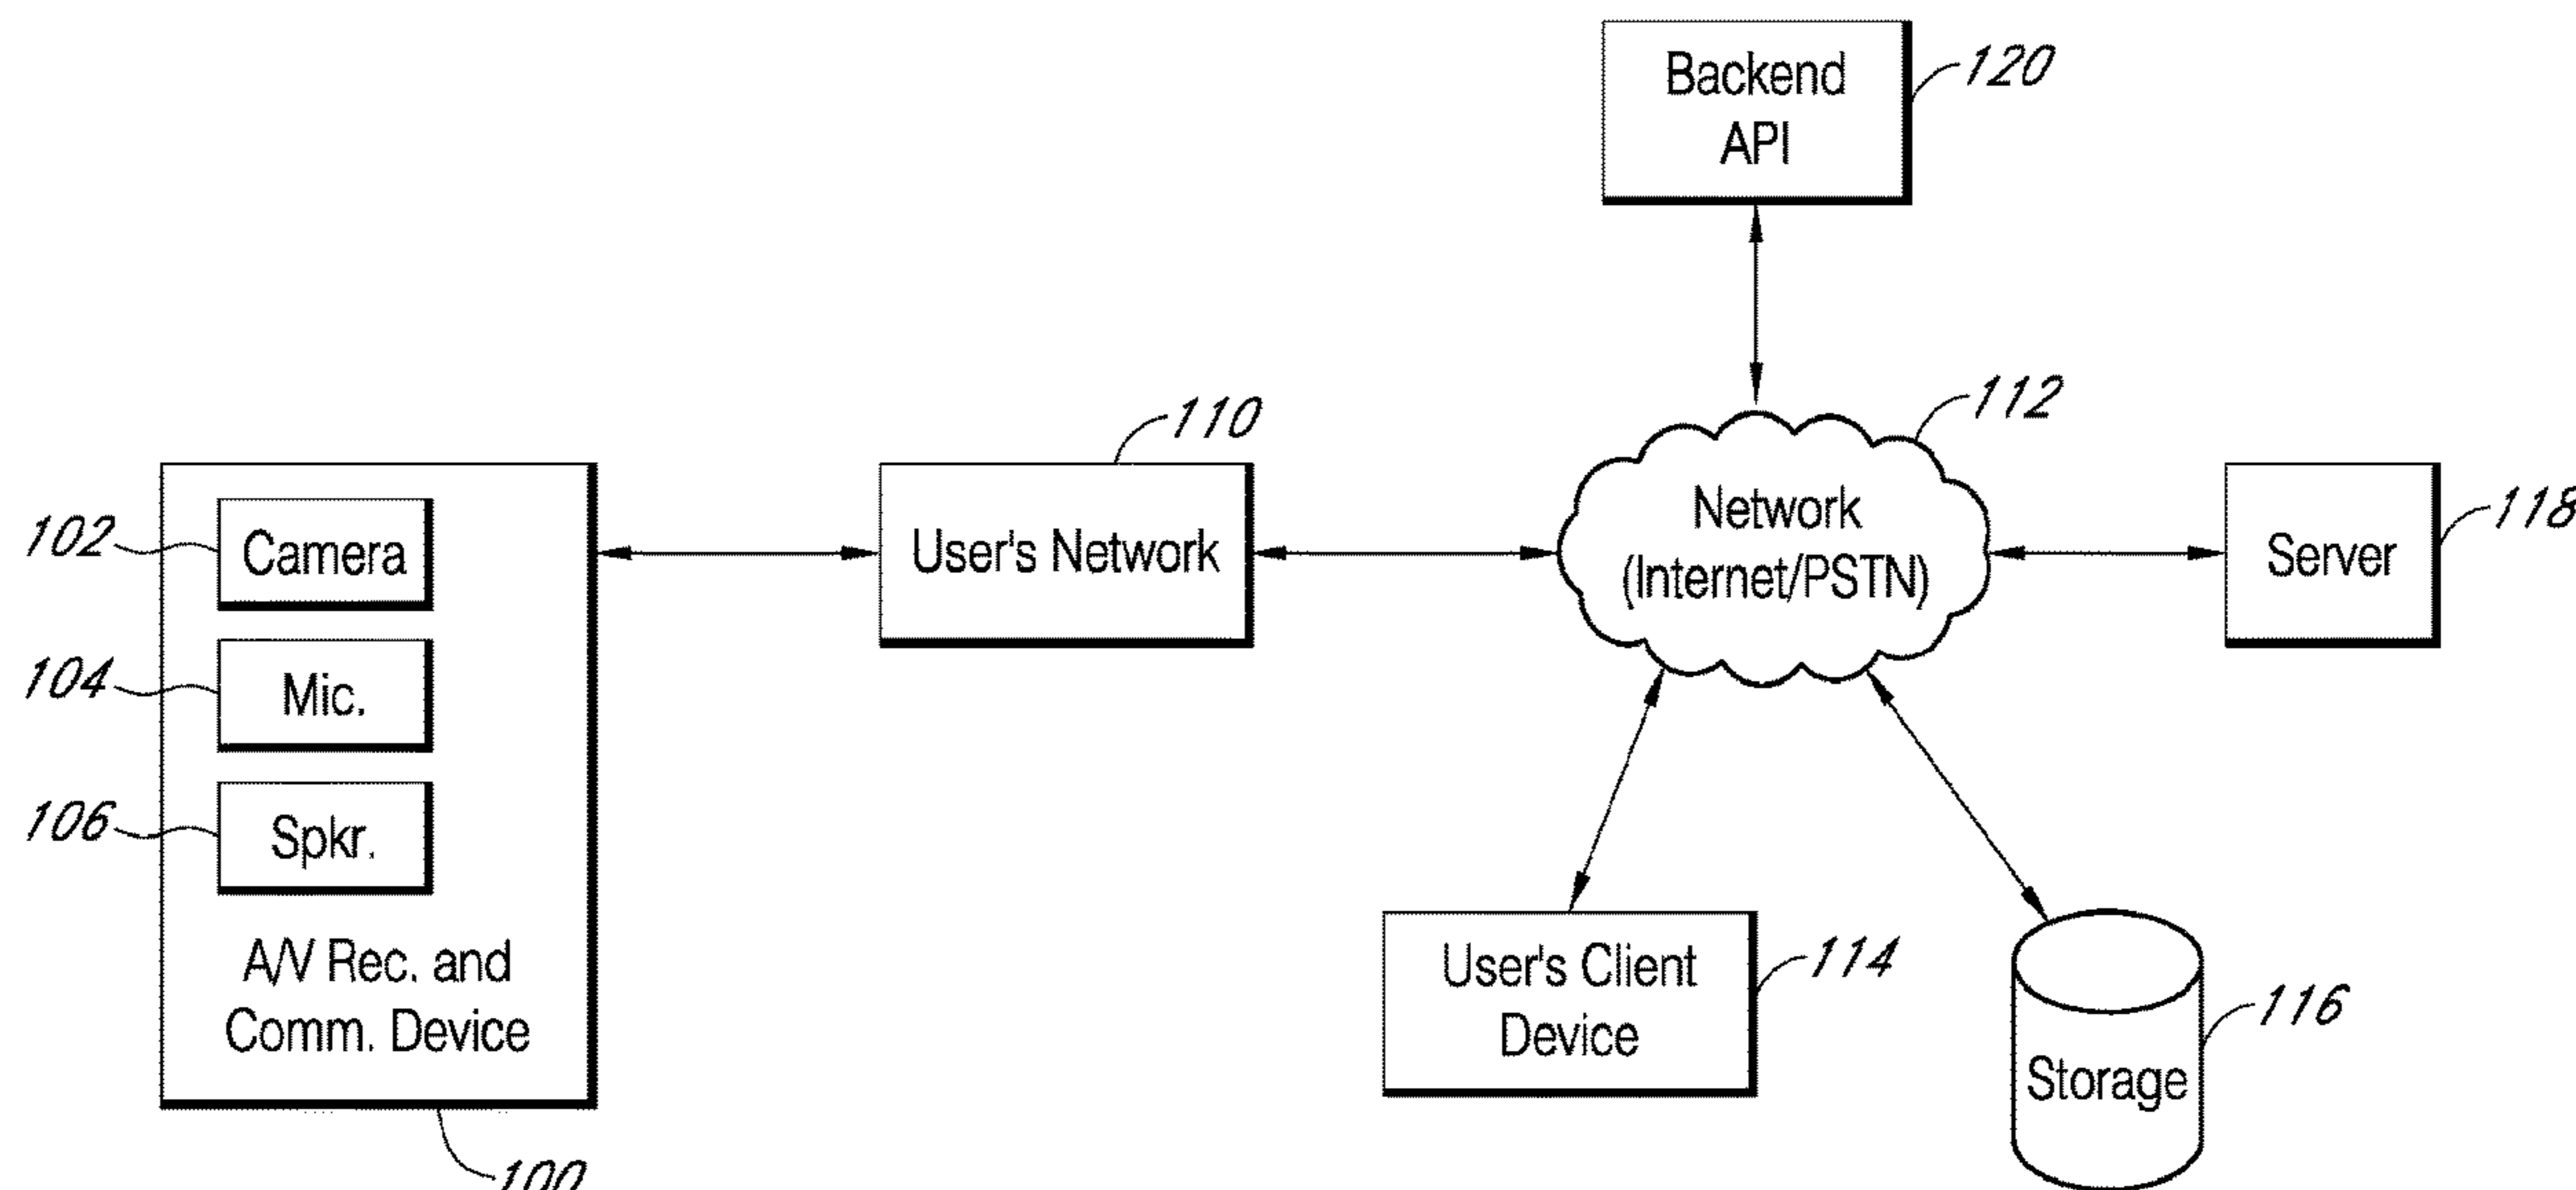 Backend
API
120
112
110
Network
(Internet/PSTN)
118
Server
User's Network
102
Camera
104
Mic.
106
Spkr.
A/V Rec. and
Comm. Device
100
User's Client
Device
114
116
Storage